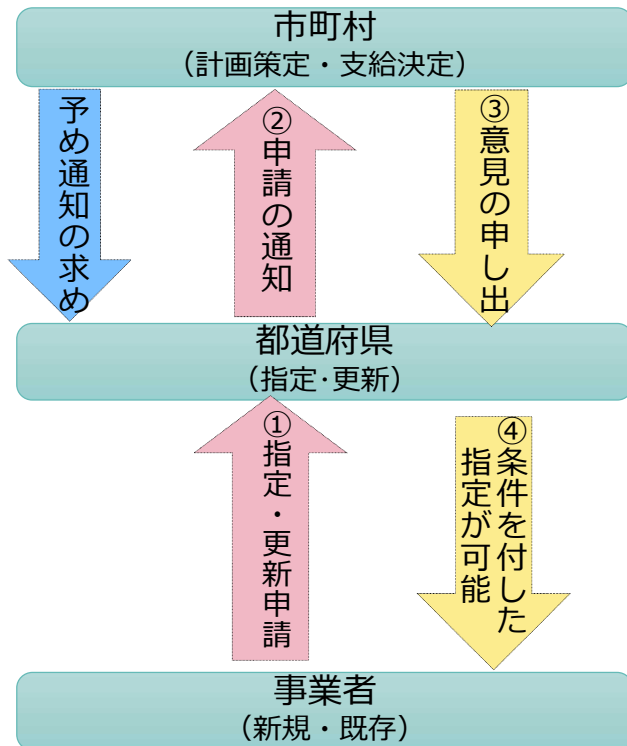 市町村
（計画策定・支給決定）
予め通知の求め
②申請の通知
③意見の申し出
都道府県
（指定･更新）
①指定・更新申請
④条件を付した
指定が可能
事業者
（新規・既存）